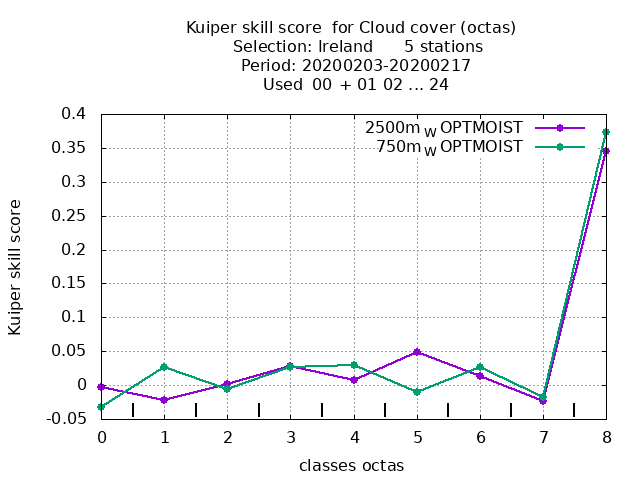 Kuiper skill score for Cloud cover (octas)
Selection: Ireland 5 stations
Period: 20200203-20200217
Used 00 + 01 02 ... 24
2500m W OPTMOIST
750m W OPTMOIST
0.4
0.35
0.3
0.25
0.2
0.15
0.1
0.05
0
-0.05
Kuiper skill score
0 1 2 3 4 5 6 7 8
classes octas